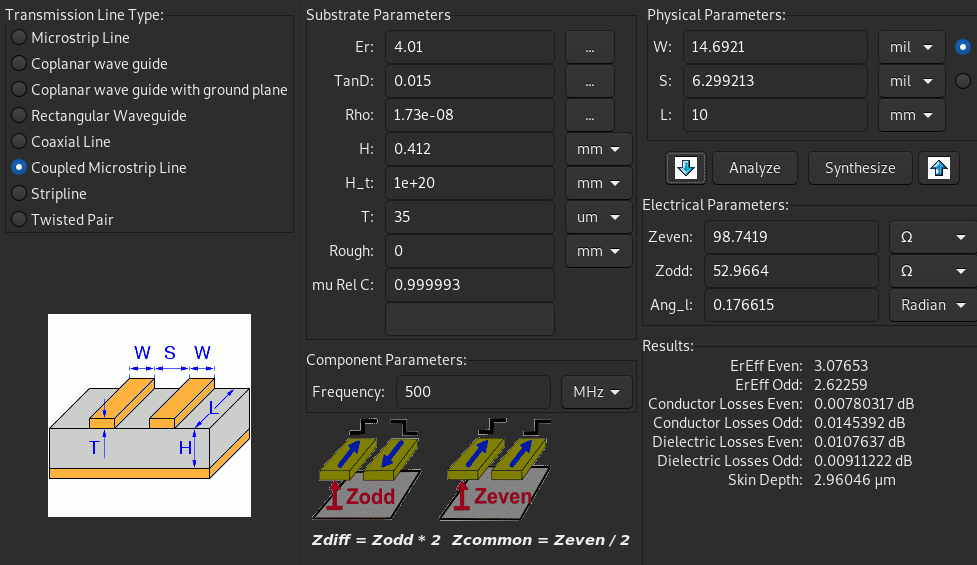 Transmission Line Type:
Microstrip Line
Coplanar wave guide
Coplanar wave guide with ground plane
Rectangular Waveguide
Coaxial Line
Coupled Microstrip Line
Stripline
Twisted Pair
W S W
L
T H
Substrate Parameters
Er: 4.01 ...
TanD: 0.015 ...
Rho: 1.73e-08 ...
H: 0.412 mm
H_t: 1e+20 mm
T: 35 um
Rough: 0 mm
mu Rel C: 0.999993
Component Parameters:
Frequency: 500 MHz
Zodd Zeven
Zdiff = Zodd * 2 Zcommon = Zeven / 2
Physical Parameters:
W: 14.6921 mil
S: 6.299213 mil
L: 10 mm
Analyze Synthesize
Electrical Parameters:
Zeven: 98.7419 Ω
Zodd: 52.9664 Ω
Ang_l: 0.176615 Radian
Results:
ErEff Even: 3.07653
ErEff Odd: 2.62259
Conductor Losses Even: 0.00780317 dB
Conductor Losses Odd: 0.0145392 dB
Dielectric Losses Even: 0.0107637 dB
Dielectric Losses Odd: 0.00911222 dB
Skin Depth: 2.96046 µm